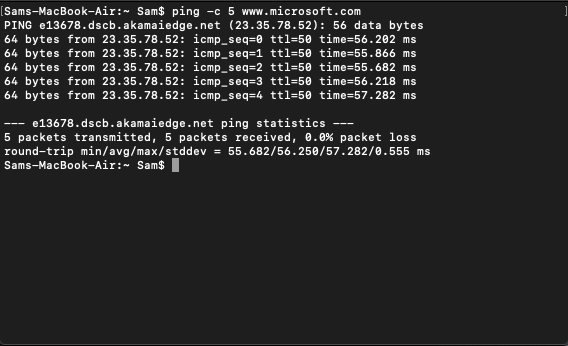 [Sams-MacBook-Air:~ Sam$ ping -c 5 www.microsoft.com ]
PING e13678.dscb.akamaiedge.net (23.35.78.52): 56 data bytes
64 bytes from 23.35.78.52: icmp_seq=0 ttl=50 time=56.202 ms
64 bytes from 23.35.78.52: icmp_seq=1 ttl=50 time=55.866 ms
64 bytes from 23.35.78.52: icmp_seq=2 ttl=50 time=55.682 ms
64 bytes from 23.35.78.52: icmp_seq=3 ttl=50 time=56.218 ms
64 bytes from 23.35.78.52: icmp_seq=4 ttl=50 time=57.282 ms
--- e13678.dscb.akamaiedge.net ping statistics ---
5 packets transmitted, 5 packets received, 0.0% packet loss
round-trip min/avg/max/stddev = 55.682/56.250/57.282/0.555 ms
Sams-MacBook-Air:~ Sam$